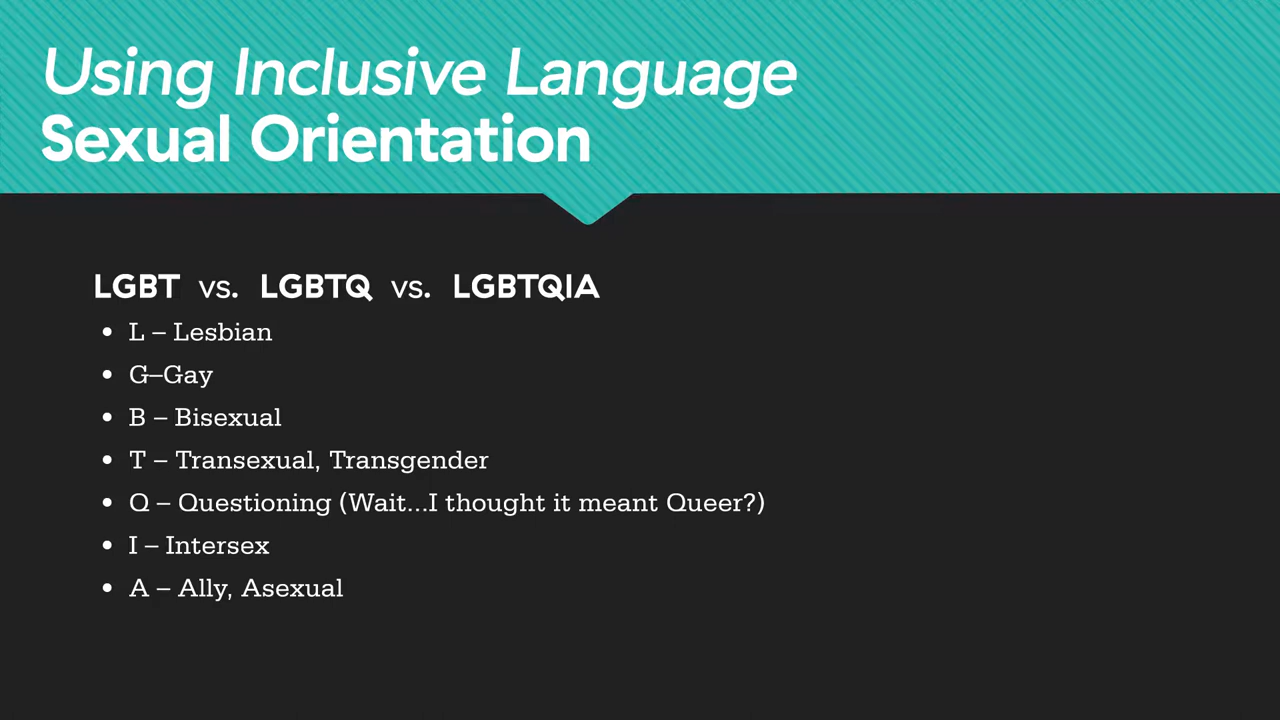 Using Inclusive Language
Sexual Orientation
LGBT vs. LGBTQ vs. LGBTQIA
• L – Lesbian
• G–Gay
• B – Bisexual
• T – Transexual, Transgender
• Q – Questioning (Wait...I thought it meant Queer?)
• I – Intersex
• A – Ally, Asexual